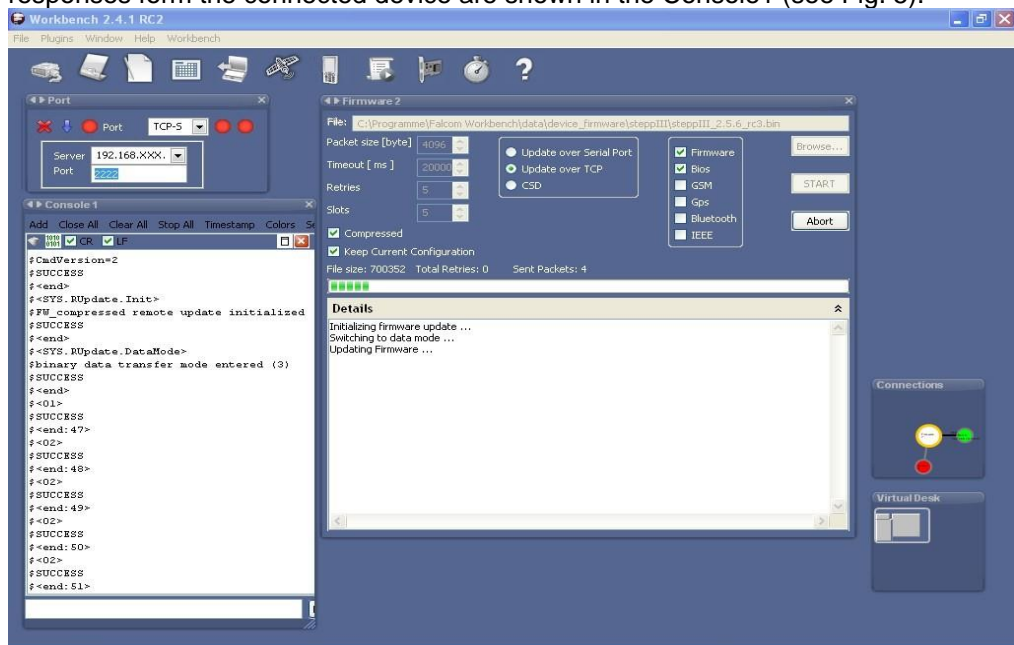 responses form the connected device are shown in the Console1 (see Fig.
Workbench 2.4.1 RC2
File Plugins Window Help Workbench
Port
Port TCP-S
Server 192.168.XXX.
Port 2222
Console 1
Add Close All Clear All Stop All Timestamp Colors
CR LF
$CmdVersion=2
$SUCCESS
$<end>
$<SYS.RUpdate.Init>
$FW_compressed remote update initialized
$SUCCESS
$<end>
$<SYS.RUpdate.DataMode>
$binary data transfer mode entered (3)
$SUCCESS
$<end>
$<01>
$SUCCESS
$<end:47>
$<02>
$SUCCESS
$<end:48>
$<02>
$SUCCESS
$<end:49>
$<02>
$SUCCESS
$<end:50>
$<02>
$SUCCESS
$<end:51>
Firmware 2
File: C:\Programme\Falcom Workbench\data\device_firmware\steppIII\steppIII_2.5.6_rc3.bin
Browse...
Packet size [byte] 4096
Timeout [ ms ] 20000
Retries 5
Slots 5
Update over Serial Port
Update over TCP
CSD
Firmware
Bios
GSM
Gps
Bluetooth
IEEE
START
Abort
Compressed
Keep Current Configuration
File size: 700352 Total Retries: 0 Sent Packets: 4
Details
Initializing firmware update ...
Switching to data mode ...
Updating Firmware ...
Connections
Virtual Desk